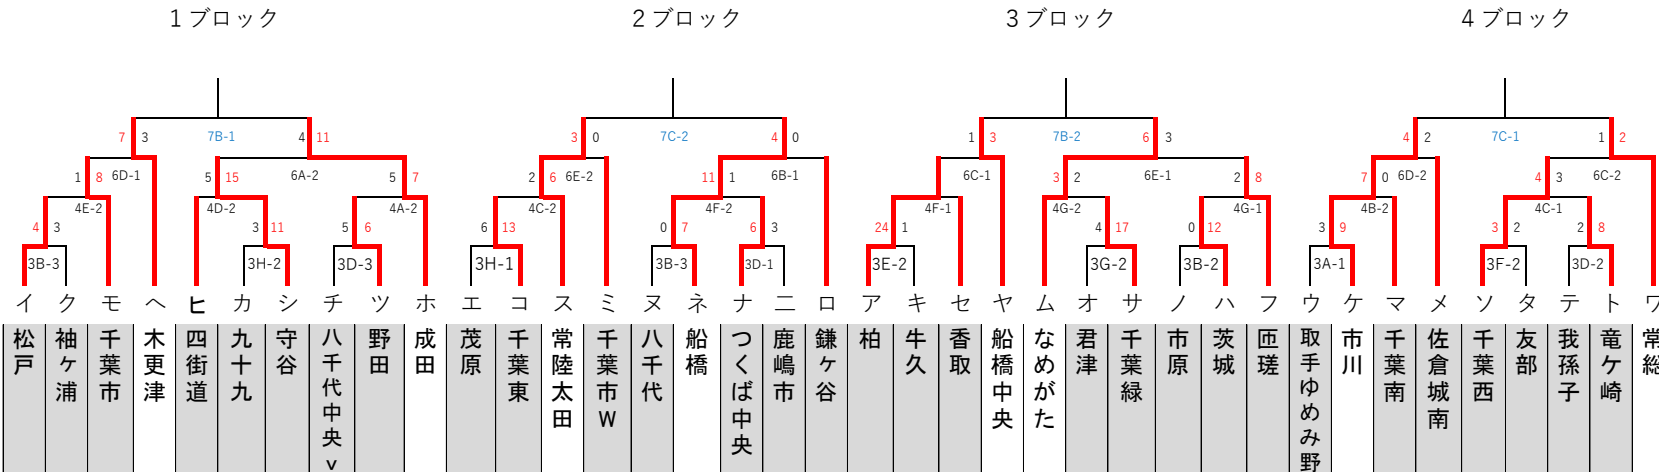 1 ブロック 2 ブロック 3 ブロック 4 ブロック
7 3 7B-1 4 11 3 0 7C-2 4 0 1 3 7B-2 6 3 4 2 7C-1 1 2
1 8 6D-1 5 15 6A-2 5 7 2 6 6E-2 11 1 6B-1 6C-1 3 2 6E-1 2 8 7 0 6D-2 4 3 6C-2
4 3 4E-2 4D-2 3 11 5 6 4A-2 6 13 4C-2 0 7 4F-2 6 3 24 1 4F-1 4G-2 4 17 0 12 4G-1 3 9 4B-2 3 2 4C-1 2 8
3B-3 3H-2 3D-3 3H-1 3B-3 3D-1 3E-2 3G-2 3B-2 3A-1 3F-2 3D-2
イ ク モ ヘ ヒ カ シ チ ツ ホ エ コ ス ミ ヌ ネ ナ ニ ロ ア キ セ ヤ ム オ サ ノ ハ フ ウ ケ マ メ ソ タ テ ト ワ
松戸
袖ヶ浦
千葉市
木更津
四街道
九十九
守谷
八千代中央v
野田
成田
茂原
千葉東
常陸太田
千葉市W
八千代
船橋
つくば中央
鹿嶋市
鎌ヶ谷
柏
牛久
香取
船橋中央
なめがた
君津
千葉緑
市原
茨城
匝瑳
取手ゆめみ野
市川
千葉南
佐倉城南
千葉西
友部
我孫子
竜ケ崎
常総